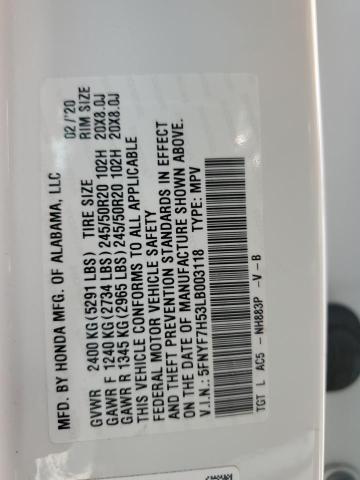 MFD. BY HONDA MFG. OF ALABAMA, LLC 02/'20
GVWR 2400 KG (5291 LBS) TIRE SIZE RIM SIZE
GAWR F 1240 KG (2734 LBS) 245/50R20 102H 20X8.0J
GAWR R 1345 KG (2965 LBS) 245/50R20 102H 20X8.0J
THIS VEHICLE CONFORMS TO ALL APPLICABLE
FEDERAL MOTOR VEHICLE SAFETY
AND THEFT PREVENTION STANDARDS IN EFFECT
ON THE DATE OF MANUFACTURE SHOWN ABOVE.
V.I.N.: 5FNYF7H53LB003118 TYPE: MPV
TGT L AC5 - NH883P -V-B